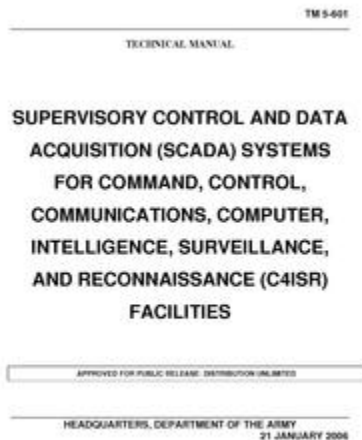 TM 5-601
TECHNICAL MANUAL
SUPERVISORY CONTROL AND DATA
ACQUISITION (SCADA) SYSTEMS
FOR COMMAND, CONTROL,
COMMUNICATIONS, COMPUTER,
INTELLIGENCE, SURVEILLANCE,
AND RECONNAISSANCE (C4ISR)
FACILITIES
APPROVED FOR PUBLIC RELEASE: DISTRIBUTION UNLIMITED
HEADQUARTERS, DEPARTMENT OF THE ARMY
21 JANUARY 2006